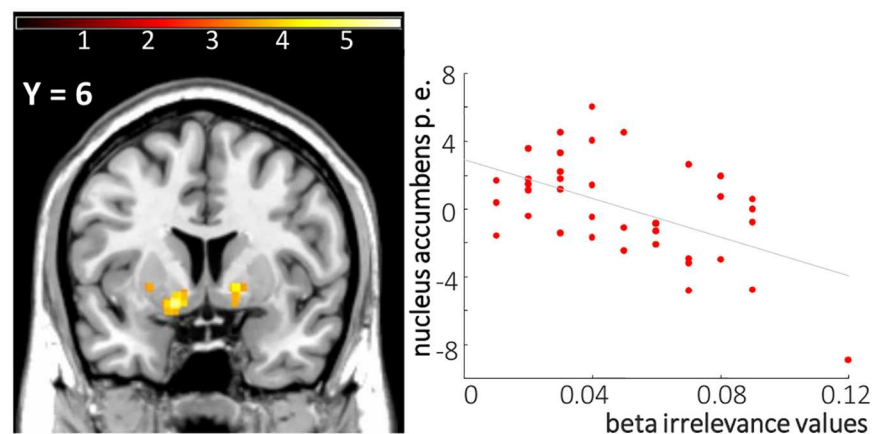 1 2 3 4 5
Y = 6
nucleus accumbens p. e.
8
4
0
-4
-8
0 0.04 0.08 0.12
beta irrelevance values